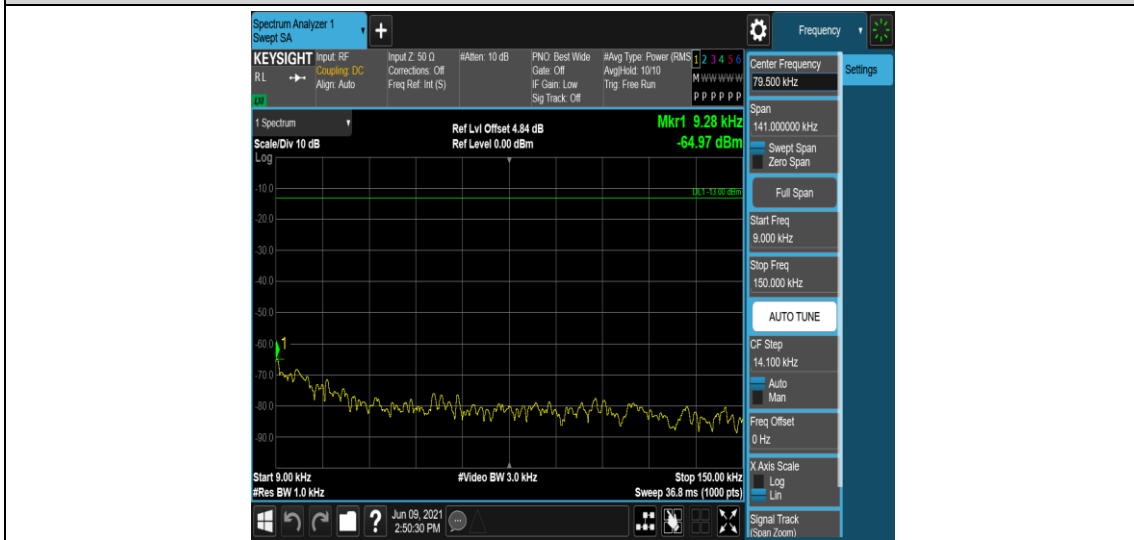 Spectrum Analyzer 1
Swept SA
+
Frequency
KEYSIGHT
RL
LXI
Input: RF
Coupling: DC
Align: Auto
Input Z: 50 Ω
Corrections: Off
Freq Ref: Int (S)
#Atten: 10 dB
PNO: Best Wide
Gate: Off
IF Gain: Low
Sig Track: Off
#Avg Type: Power (RMS
Avg|Hold: 10/10
Trig: Free Run
1 2 3 4 5 6
M W W W W W
P P P P P P
1 Spectrum
Scale/Div 10 dB
Log
Ref Lvl Offset 4.84 dB
Ref Level 0.00 dBm
Mkr1 9.28 kHz
-64.97 dBm
DL1 -13.00 dBm
-10.0
-20.0
-30.0
-40.0
-50.0
-60.0
1
-70.0
-80.0
-90.0
Start 9.00 kHz
#Video BW 3.0 kHz
Stop 150.00 kHz
#Res BW 1.0 kHz
Sweep 36.8 ms (1000 pts)
?
Jun 09, 2021
2:50:30 PM
Center Frequency
79.500 kHz
Settings
Span
141.000000 kHz
Swept Span
Zero Span
Full Span
Start Freq
9.000 kHz
Stop Freq
150.000 kHz
AUTO TUNE
CF Step
14.100 kHz
Auto
Man
Freq Offset
0 Hz
X Axis Scale
Log
Lin
Signal Track
(Span Zoom)